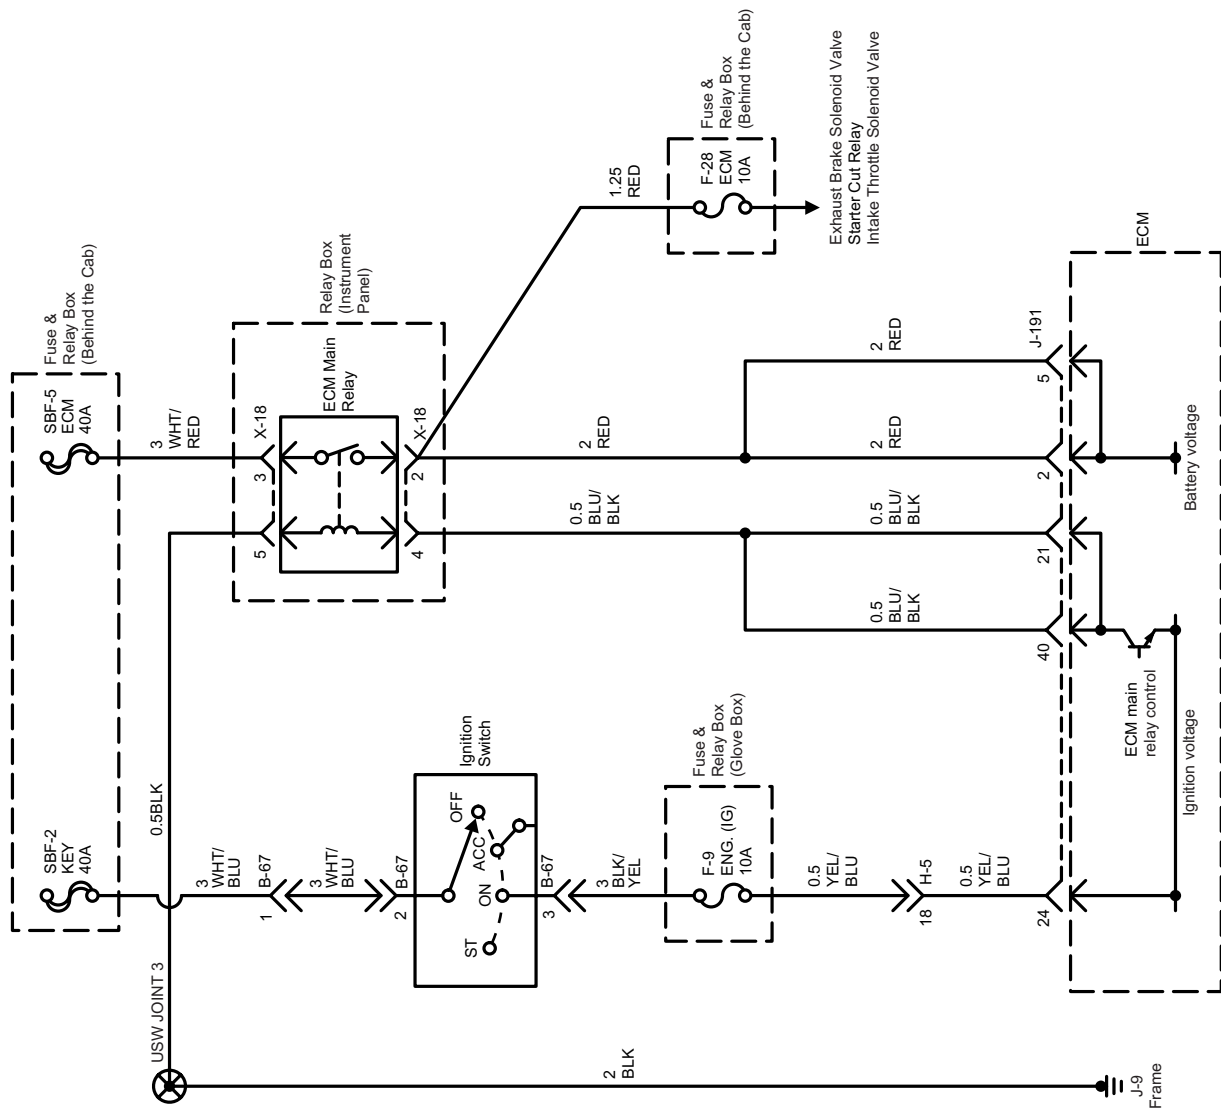 Fuse &
Relay Box
(Behind the Cab)
SBF-5
ECM
40A
SBF-2
KEY
40A
3
WHT/
RED
0.5BLK
USW JOINT 3
3
WHT/
BLU
B-67
1
3
WHT/
BLU
B-67
2
Relay Box
(Instrument
Panel)
X-18
3
5
ECM Main
Relay
X-18
2
4
1.25
RED
Fuse &
Relay Box
(Behind the Cab)
F-28
ECM
10A
Exhaust Brake Solenoid Valve
Starter Cut Relay
Intake Throttle Solenoid Valve
Ignition
Switch
OFF
ACC
ON
ST
B-67
3
3
BLK/
YEL
2
RED
0.5
BLU/
BLK
Fuse &
Relay Box
(Glove Box)
F-9
ENG. (IG)
10A
2
RED
2
RED
0.5
BLU/
BLK
0.5
BLU/
BLK
0.5
YEL/
BLU
H-5
18
0.5
YEL/
BLU
J-191
5
2
21
40
24
ECM
Battery voltage
ECM main
relay control
Ignition voltage
2
BLK
J-9
Frame